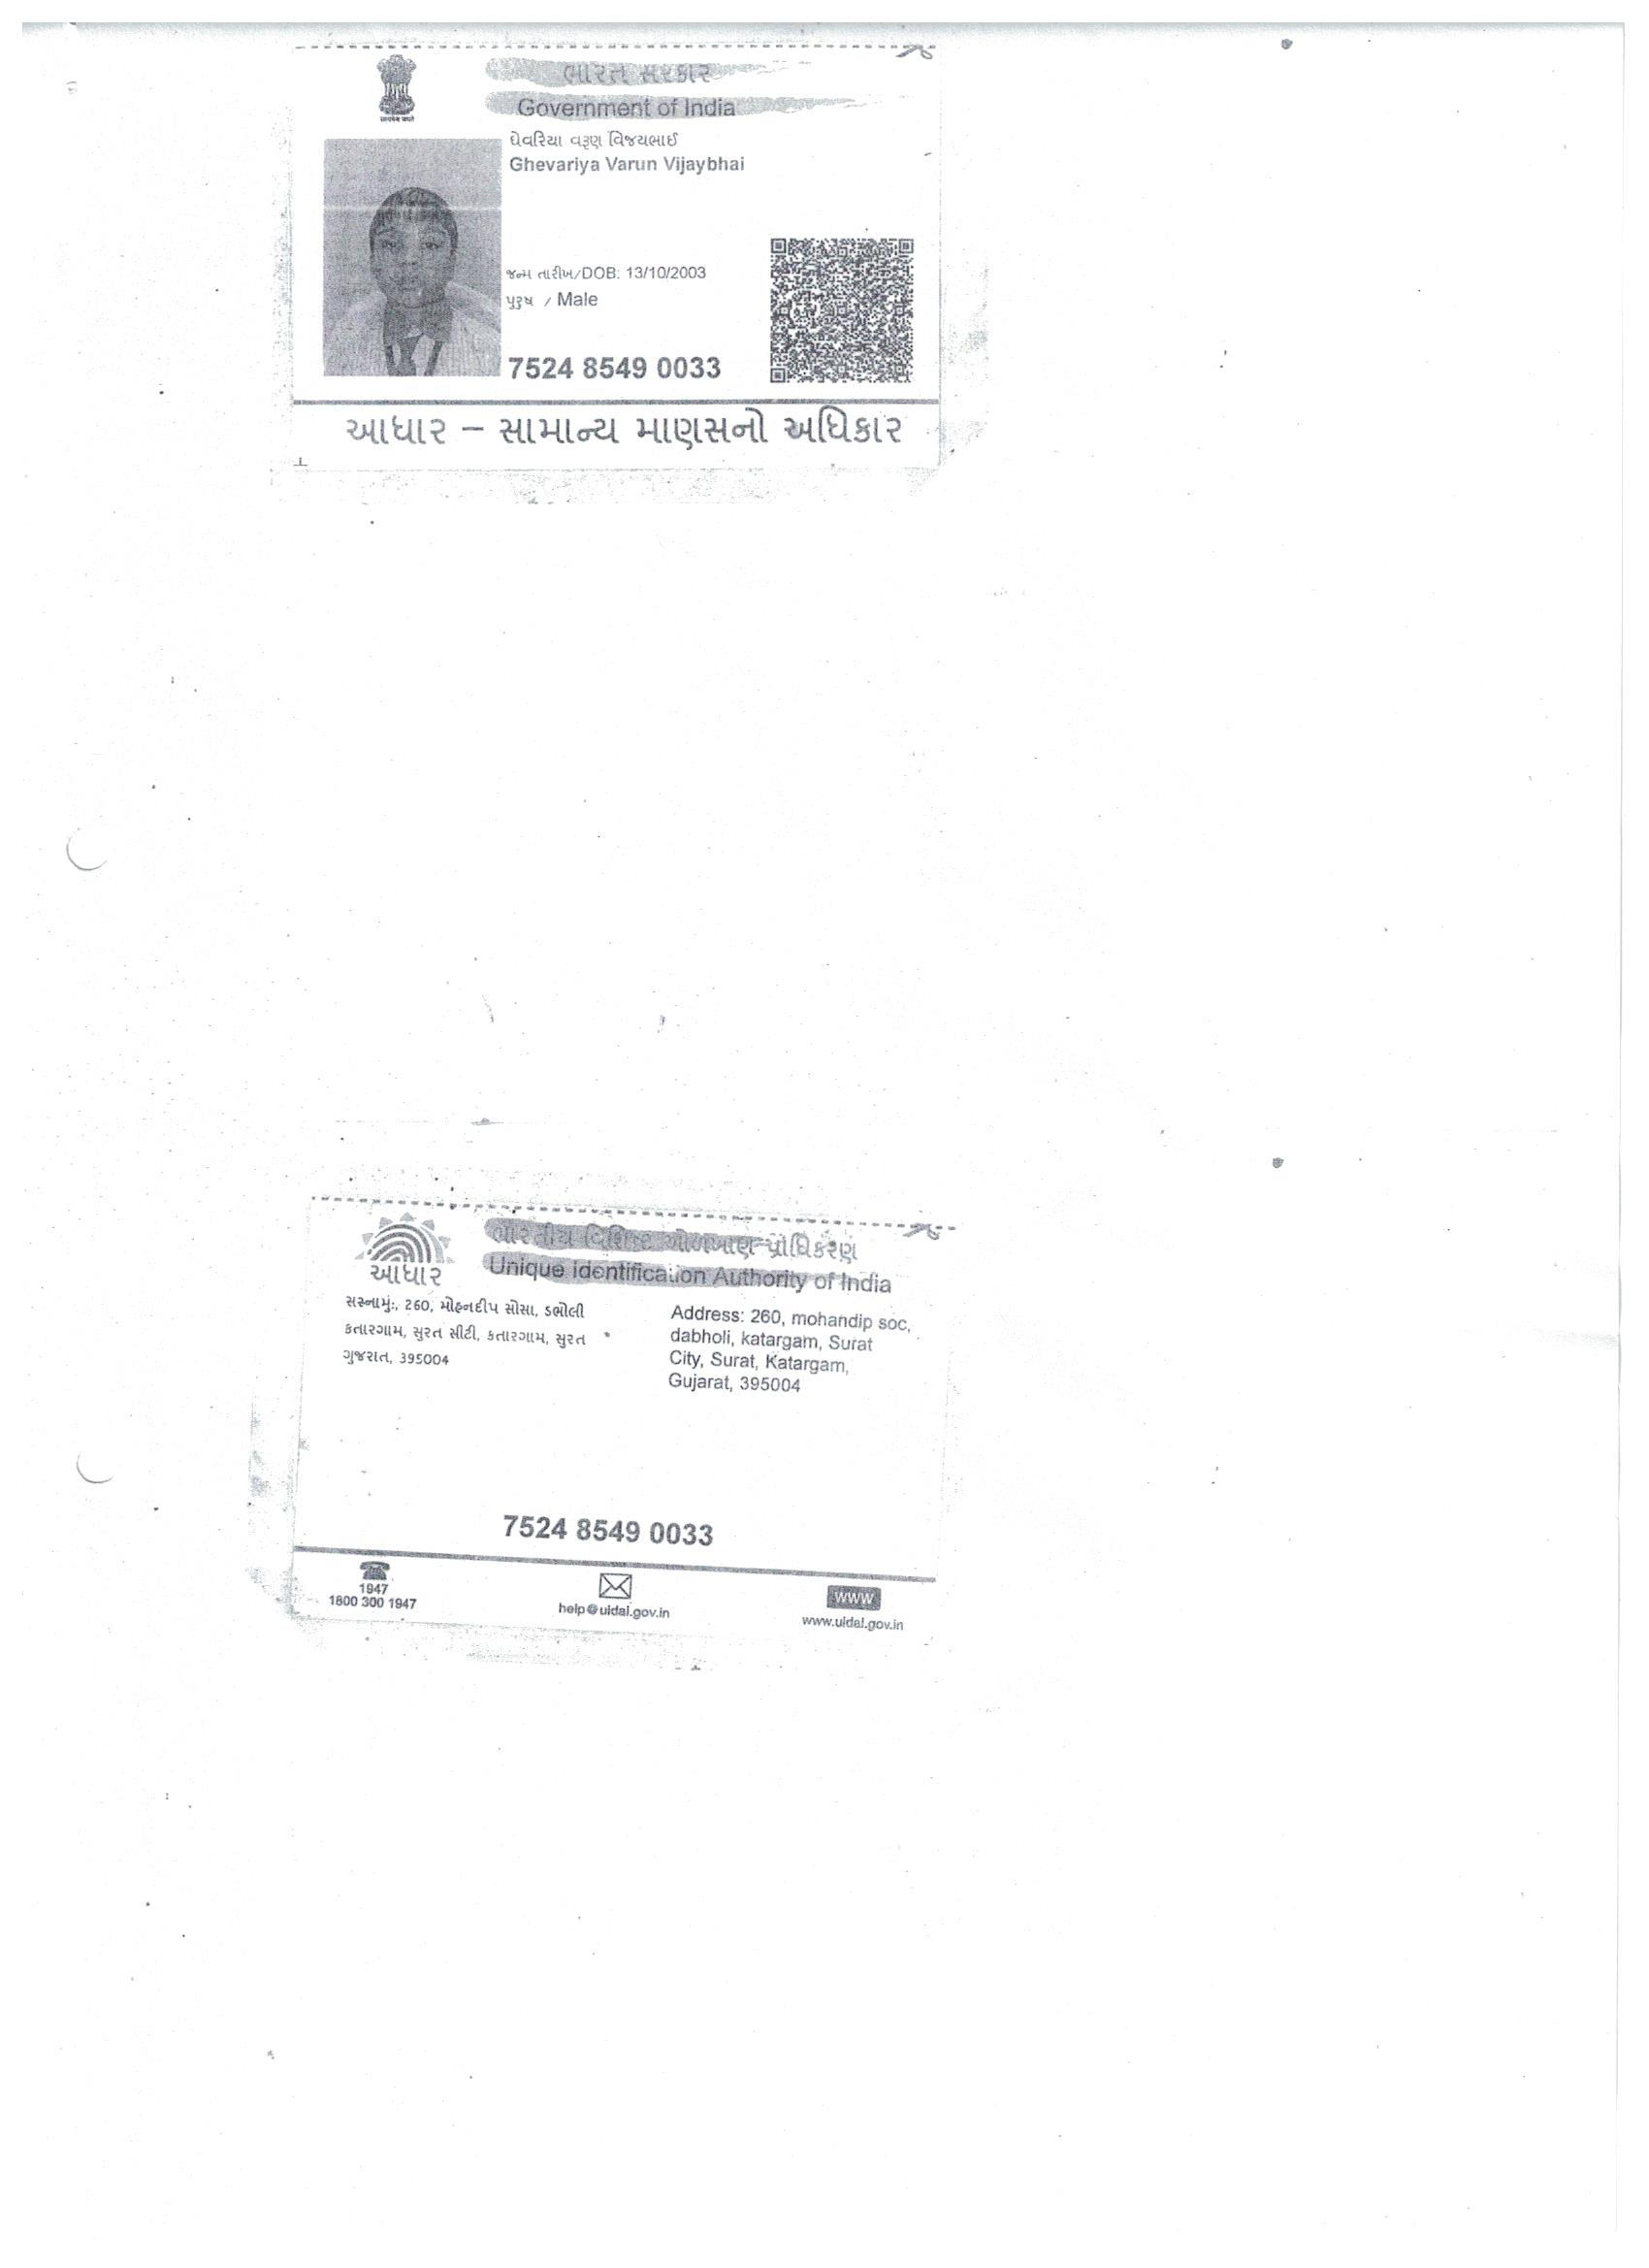 ભારત સરકાર
Government of India
ઘેવરિયા વરૂણ વિજયભાઈ
Ghevariya Varun Vijaybhai
જન્મ તારીખ/DOB: 13/10/2003
પુરુષ / Male
7524 8549 0033
આધાર – સામાન્ય માણસનો અધિકાર
ભારતીય વિશિષ્ટ ઓળખાણ પ્રાધિકરણ
આધાર
Unique Identification Authority of India
સરનામું:, 260, મોહનદીપ સોસા, ડભોલી
કતારગામ, સુરત સીટી, કતારગામ, સુરત
ગુજરાત, 395004
Address: 260, mohandip soc,
dabholi, katargam, Surat
City, Surat, Katargam,
Gujarat, 395004
7524 8549 0033
1947
1800 300 1947
help@uidai.gov.in
www
www.uidai.gov.in